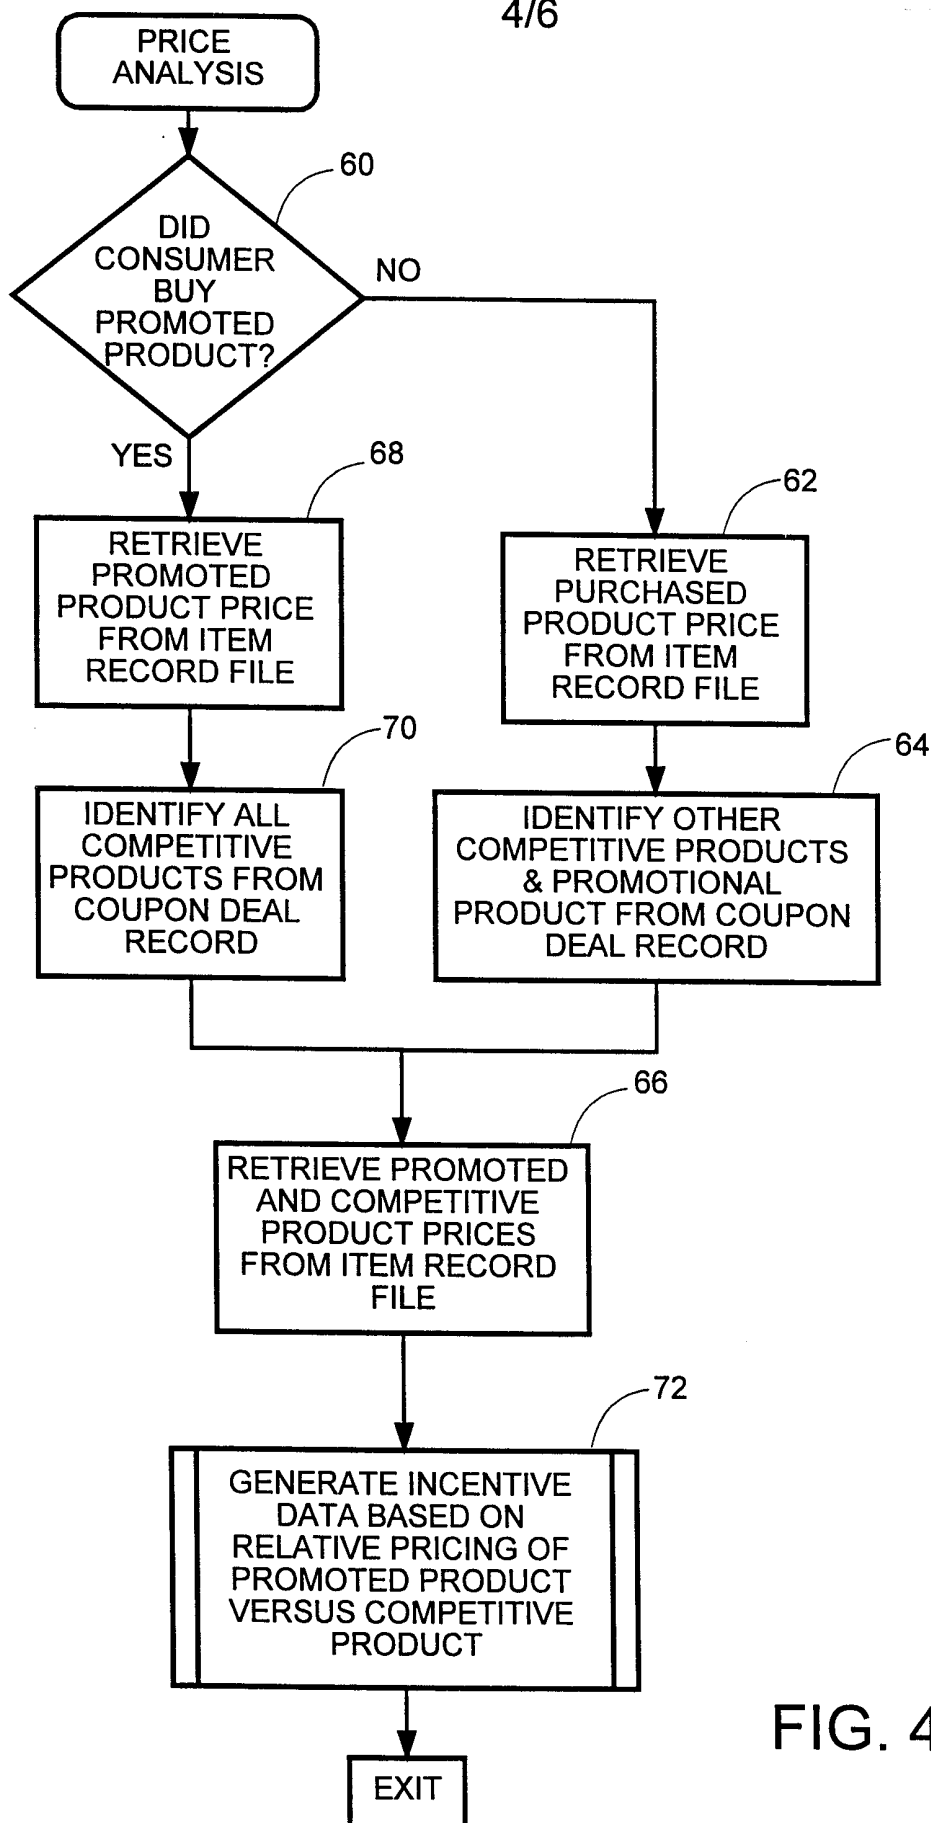 4/6
PRICE
ANALYSIS
60
DID
CONSUMER
BUY
PROMOTED
PRODUCT?
NO
YES
68
RETRIEVE
PROMOTED
PRODUCT PRICE
FROM ITEM
RECORD FILE
62
RETRIEVE
PURCHASED
PRODUCT PRICE
FROM ITEM
RECORD FILE
70
IDENTIFY ALL
COMPETITIVE
PRODUCTS FROM
COUPON DEAL
RECORD
64
IDENTIFY OTHER
COMPETITIVE PRODUCTS
& PROMOTIONAL
PRODUCT FROM COUPON
DEAL RECORD
66
RETRIEVE PROMOTED
AND COMPETITIVE
PRODUCT PRICES
FROM ITEM RECORD
FILE
72
GENERATE INCENTIVE
DATA BASED ON
RELATIVE PRICING OF
PROMOTED PRODUCT
VERSUS COMPETITIVE
PRODUCT
EXIT
FIG. 4